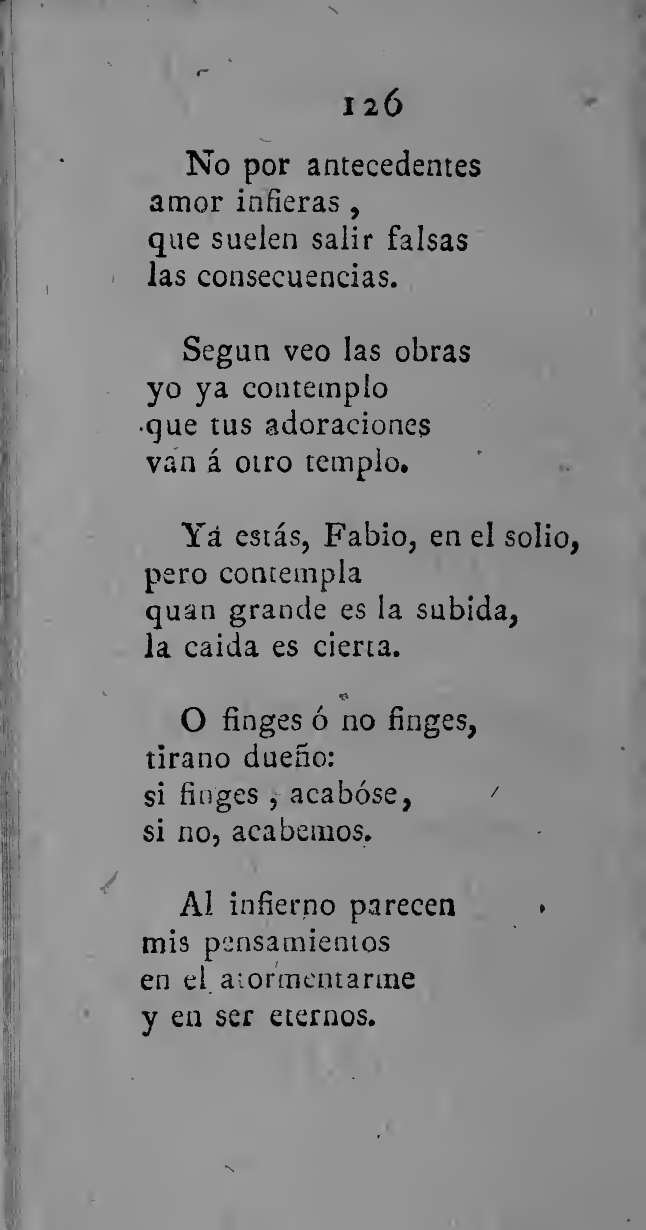 126
No por antecedentes
amor infieras ,
que suelen salir falsas
las consecuencias.
Segun veo las obras
yo ya contemplo
que tus adoraciones
van á otro templo.
Yá estás, Fabio, en el solio,
pero contempla
quan grande es la subida,
la caida es cierta.
O finges ó no finges,
tirano dueño:
si finges , acabóse,
si no, acabemos.
Al infierno parecen
mis pensamientos
en el atormentarme
y en ser eternos.